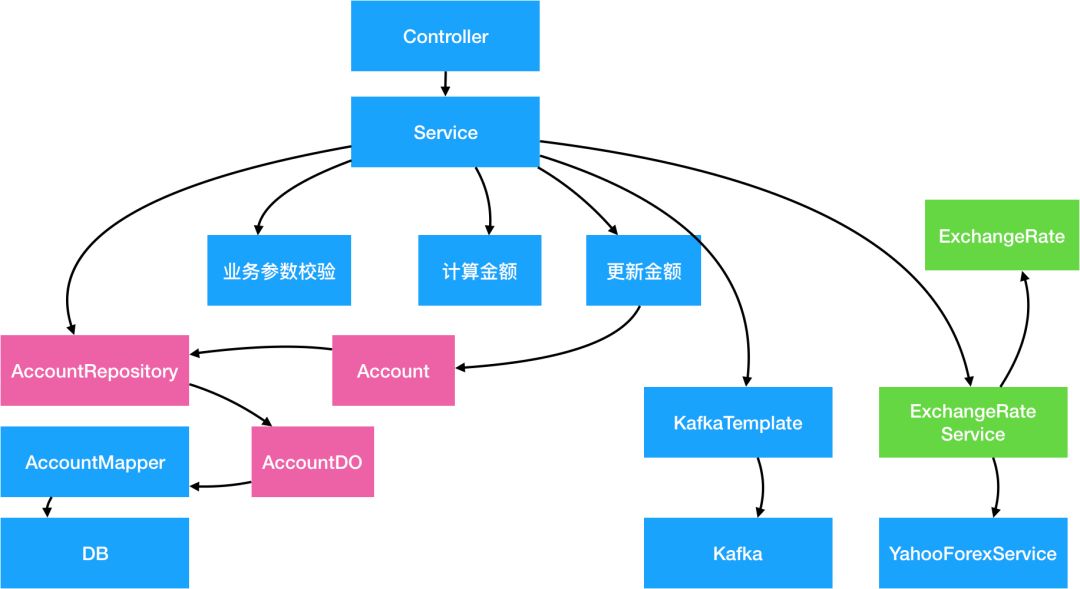 Controller
Service
ExchangeRate
业务参数校验
计算金额
更新金额
AccountRepository
Account
KafkaTemplate
ExchangeRate
Service
AccountMapper
AccountDO
DB
Kafka
YahooForexService